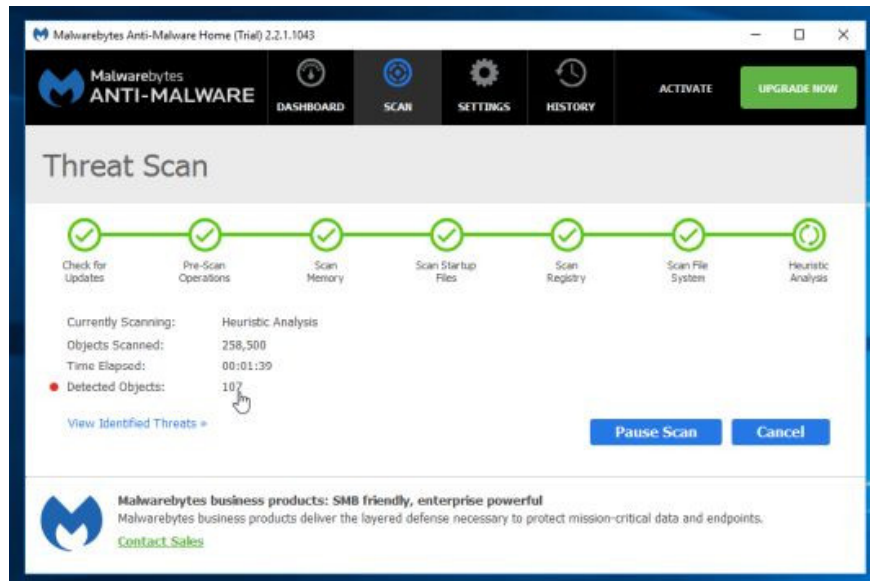 Malwarebytes Anti-Malware Home (Trial) 2.2.1.1043
Malwarebytes
ANTI-MALWARE
DASHBOARD
SCAN
SETTINGS
HISTORY
ACTIVATE
UPGRADE NOW
Threat Scan
Check for
Updates
Pre-Scan
Operations
Scan
Memory
Scan Startup
Files
Scan
Registry
Scan File
System
Heuristic
Analysis
Currently Scanning: Heuristic Analysis
Objects Scanned: 258,500
Time Elapsed: 00:01:39
Detected Objects: 107
View Identified Threats »
Pause Scan
Cancel
Malwarebytes business products: SMB friendly, enterprise powerful
Malwarebytes business products deliver the layered defense necessary to protect mission-critical data and endpoints.
Contact Sales